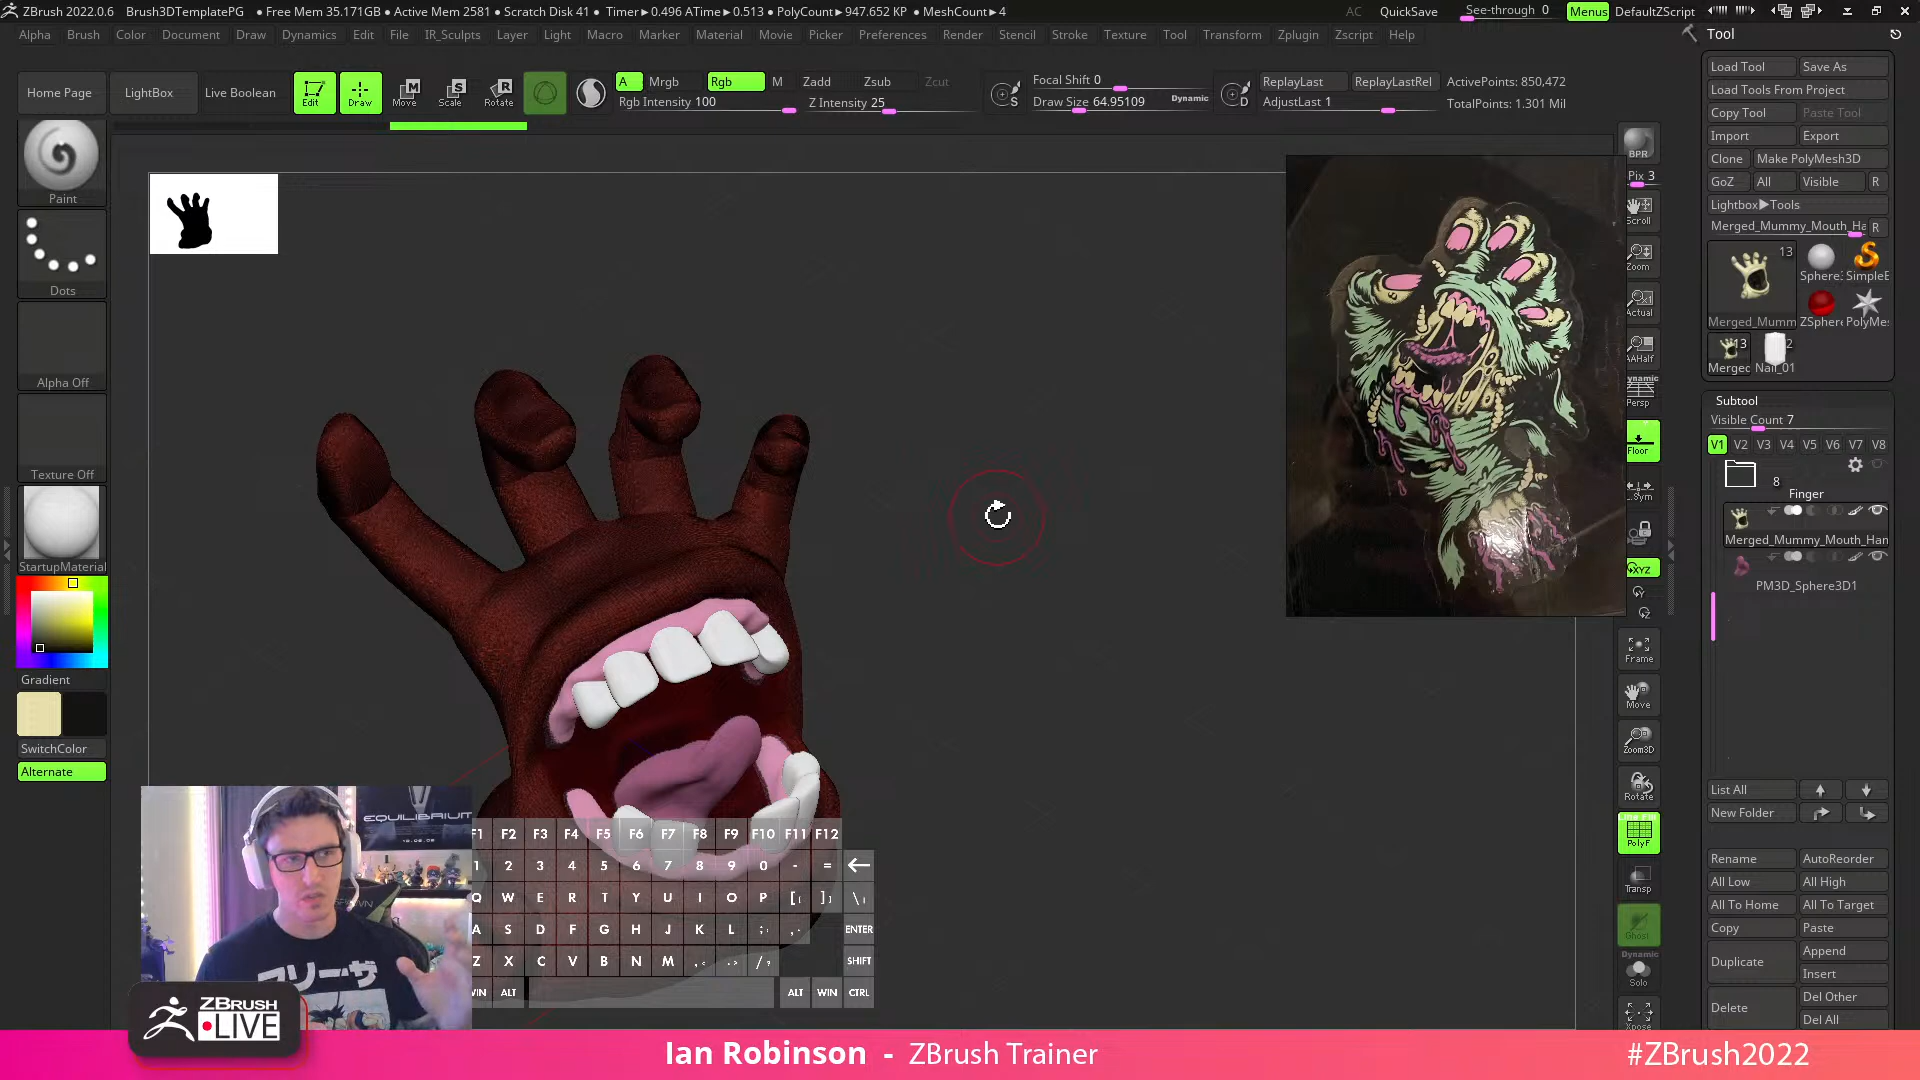 ZBrush 2022.0.6 Brush3DTemplatePG • Free Mem 35.171GB • Active Mem 2581 • Scratch Disk 41 • Timer▸0.496 ATime▸0.513 • PolyCount▸947.652 KP • MeshCount▸4 AC QuickSave See-through 0 Menus DefaultZScript
Alpha Brush Color Document Draw Dynamics Edit File IR_Sculpts Layer Light Macro Marker Material Movie Picker Preferences Render Stencil Stroke Texture Tool Transform Zplugin Zscript Help
Home Page LightBox Live Boolean Edit Draw Move Scale Rotate
A Mrgb Rgb M Zadd Zsub Zcut
Rgb Intensity 100 Z Intensity 25
S Focal Shift 0
Draw Size 64.95109 Dynamic
D ReplayLast ReplayLastRel ActivePoints: 850,472
AdjustLast 1 TotalPoints: 1.301 Mil
Paint
Dots
Alpha Off
Texture Off
StartupMaterial
Gradient
SwitchColor
Alternate
BPR
Pix 3
Scroll
Zoom
Actual
AAHalf
Dynamic
Persp
Floor
Sym
XYZ
Y
Z
Frame
Move
Zoom3D
Rotate
Line Fill
PolyF
Transp
Ghost
Dynamic
Solo
Xpose
Tool
Load Tool Save As
Load Tools From Project
Copy Tool Paste Tool
Import Export
Clone Make PolyMesh3D
GoZ All Visible R
Lightbox▶Tools
Merged_Mummy_Mouth_Ha R
13
Merged_Mumm
Sphere SimpleB
ZSphere PolyMes
13 2
Merged Nail_01
Subtool
Visible Count 7
V1 V2 V3 V4 V5 V6 V7 V8
8
Finger
Merged_Mummy_Mouth_Han
PM3D_Sphere3D1
List All
New Folder
Rename AutoReorder
All Low All High
All To Home All To Target
Copy Paste
Duplicate Append
Insert
Delete Del Other
Del All
EQUILIBRIUM
F1 F2 F3 F4 F5 F6 F7 F8 F9 F10 F11 F12
1 2 3 4 5 6 7 8 9 0 - =
Q W E R T Y U I O P [ ] \
A S D F G H J K L ; ENTER
Z X C V B N M , . / SHIFT
WIN ALT ALT WIN CTRL
ZBRUSH
LIVE
Ian Robinson - ZBrush Trainer
#ZBrush2022